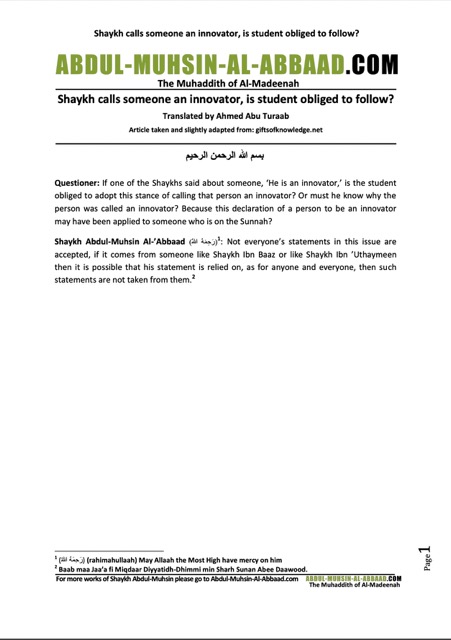 Shaykh calls someone an innovator, is student obliged to follow?
ABDUL-MUHSIN-AL-ABBAAD.COM
The Muhaddith of Al-Madeenah
Shaykh calls someone an innovator, is student obliged to follow?
Translated by Ahmed Abu Turaab
Article taken and slightly adapted from: giftsofknowledge.net
بسم الله الرحمن الرحيم
Questioner: If one of the Shaykhs said about someone, ‘He is an innovator,’ is the student
obliged to adopt this stance of calling that person an innovator? Or must he know why the
person was called an innovator? Because this declaration of a person to be an innovator
may have been applied to someone who is on the Sunnah?
Shaykh Abdul-Muhsin Al-’Abbaad (رَحِمَهُ اللهُ)¹: Not everyone’s statements in this issue are
accepted, if it comes from someone like Shaykh Ibn Baaz or like Shaykh Ibn ’Uthaymeen
then it is possible that his statement is relied on, as for anyone and everyone, then such
statements are not taken from them.²
¹ (رَحِمَهُ اللهُ) (rahimahullaah) May Allaah the Most High have mercy on him
² Baab maa Jaa’a fi Miqdaar Diyyatidh-Dhimmi min Sharh Sunan Abee Daawood.
For more works of Shaykh Abdul-Muhsin please go to Abdul-Muhsin-Al-Abbaad.com
ABDUL-MUHSIN-AL-ABBAAD.COM
The Muhaddith of Al-Madeenah
Page1